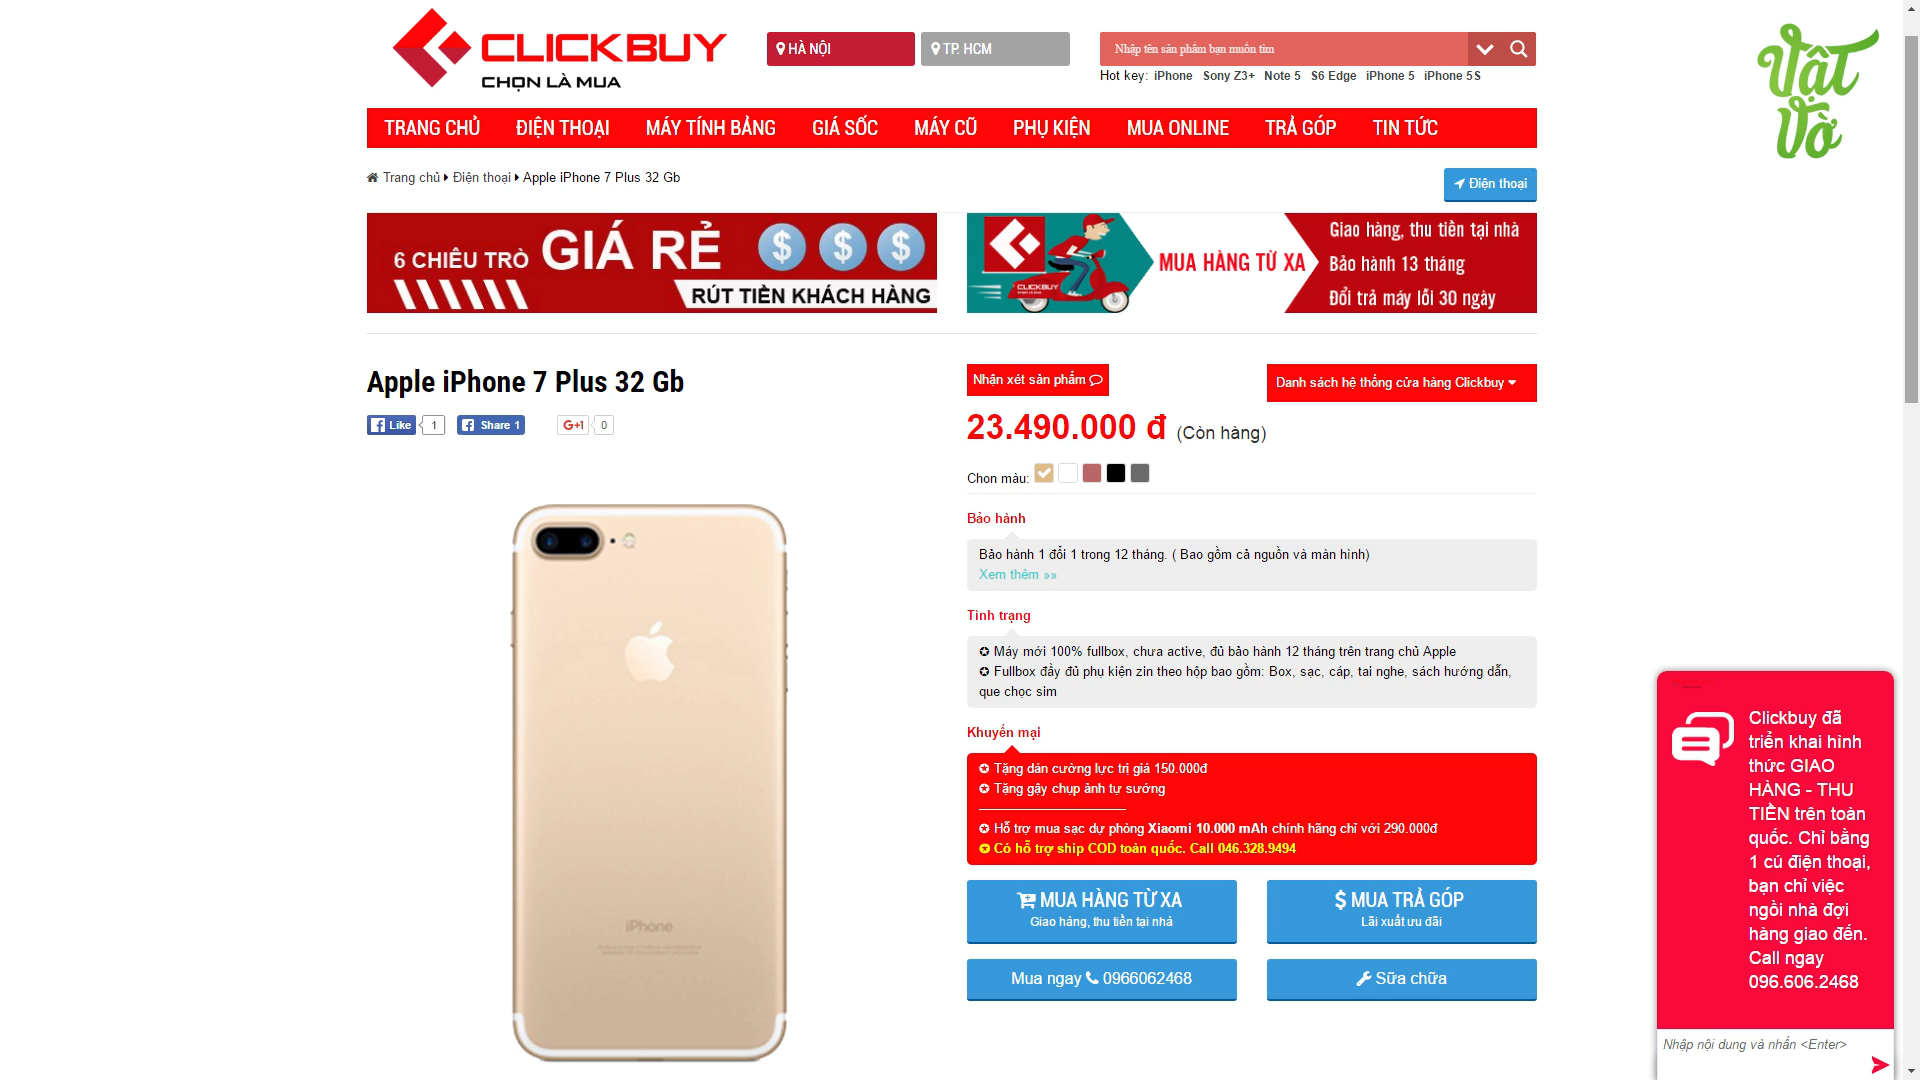 CLICKBUY
CHỌN LÀ MUA
HÀ NỘI
TP. HCM
Nhập tên sản phẩm bạn muốn tìm
Hot key: iPhone Sony Z3+ Note 5 S6 Edge iPhone 5 iPhone 5S
Vật Vờ
TRANG CHỦ ĐIỆN THOẠI MÁY TÍNH BẢNG GIÁ SỐC MÁY CŨ PHỤ KIỆN MUA ONLINE TRẢ GÓP TIN TỨC
Trang chủ Điện thoại Apple iPhone 7 Plus 32 Gb
Điện thoại
6 CHIÊU TRÒ GIÁ RẺ $ $ $
RÚT TIỀN KHÁCH HÀNG
CLICKBUY
MUA HÀNG TỪ XA
Giao hàng, thu tiền tại nhà
Bảo hành 13 tháng
Đổi trả máy lỗi 30 ngày
Apple iPhone 7 Plus 32 Gb
Like 1 Share 1 G+1 0
iPhone
Nhận xét sản phẩm
Danh sách hệ thống cửa hàng Clickbuy
23.490.000 đ (Còn hàng)
Chọn màu:
Bảo hành
Bảo hành 1 đổi 1 trong 12 tháng. ( Bao gồm cả nguồn và màn hình)
Xem thêm »»
Tình trạng
✪ Máy mới 100% fullbox, chưa active, đủ bảo hành 12 tháng trên trang chủ Apple
✪ Fullbox đầy đủ phụ kiện zin theo hộp bao gồm: Box, sạc, cáp, tai nghe, sách hướng dẫn,
que chọc sim
Khuyến mại
✪ Tặng dán cường lực trị giá 150.000đ
✪ Tặng gậy chụp ảnh tự sướng
✪ Hỗ trợ mua sạc dự phòng Xiaomi 10.000 mAh chính hãng chỉ với 290.000đ
✪ Có hỗ trợ ship COD toàn quốc. Call 046.328.9494
MUA HÀNG TỪ XA
Giao hàng, thu tiền tại nhà
$ MUA TRẢ GÓP
Lãi xuất ưu đãi
Mua ngay 0966062468
Sữa chữa
Clickbuy đã
triển khai hình
thức GIAO
HÀNG - THU
TIỀN trên toàn
quốc. Chỉ bằng
1 cú điện thoại,
bạn chỉ việc
ngồi nhà đợi
hàng giao đến.
Call ngay
096.606.2468
Nhập nội dung và nhấn <Enter>